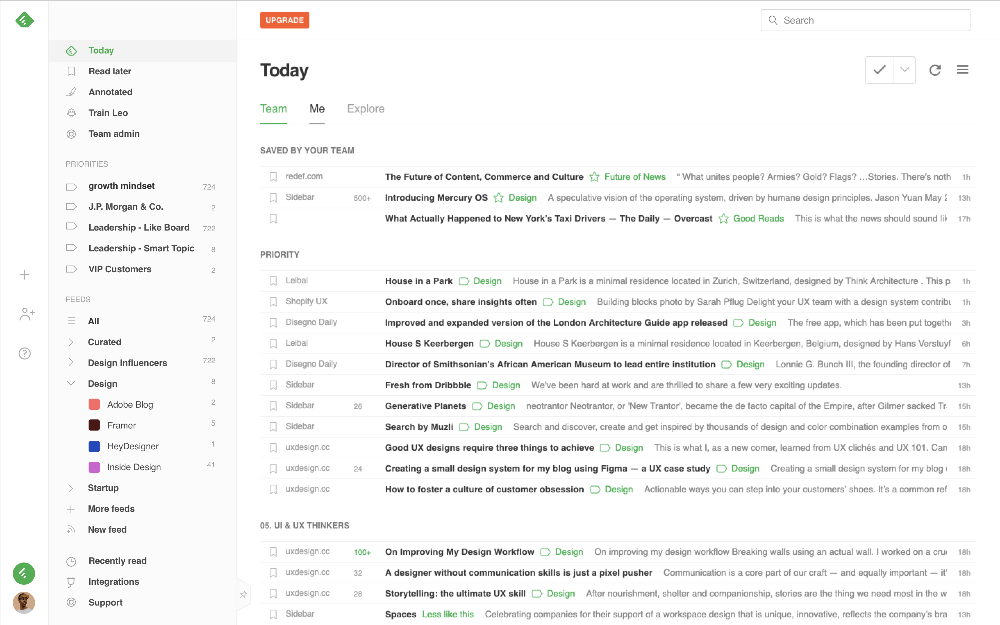 UPGRADE
Search
Today
Read later
Annotated
Train Leo
Team admin
PRIORITIES
growth mindset 724
J.P. Morgan & Co. 2
Leadership - Like Board 722
Leadership - Smart Topic 8
VIP Customers 2
FEEDS
All 724
Curated 2
Design Influencers 722
Design 8
Adobe Blog 2
Framer 5
HeyDesigner 1
Inside Design 41
Startup
More feeds
New feed
Recently read
Integrations
Support
Today
Team Me Explore
SAVED BY YOUR TEAM
redef.com The Future of Content, Commerce and Culture Future of News “ What unites people? Armies? Gold? Flags? …Stories. There’s noth 1h
Sidebar 500+ Introducing Mercury OS Design A speculative vision of the operating system, driven by humane design principles. Jason Yuan May 13h
What Actually Happened to New York’s Taxi Drivers — The Daily — Overcast Good Reads This is what the news should sound lik 17h
PRIORITY
Leibal House in a Park Design House in a Park is a minimal residence located in Zurich, Switzerland, designed by Think Architecture . This p 1h
Shopify UX Onboard once, share insights often Design Building blocks photo by Sarah Pflug Delight your UX team with a design system contribu 1h
Disegno Daily Improved and expanded version of the London Architecture Guide app released Design The free app, which has been put togethe 3h
Leibal House S Keerbergen Design House S Keerbergen is a minimal residence located in Keerbergen, Belgium, designed by Hans Verstuyf 6h
Disegno Daily Director of Smithsonian’s African American Museum to lead entire institution Design Lonnie G. Bunch III, the founding director of 7h
Sidebar Fresh from Dribbble Design We've been hard at work and are thrilled to share a few very exciting updates. 13h
Sidebar 26 Generative Planets Design neotrantor Neotrantor, or 'New Trantor', became the de facto capital of the Empire, after Gilmer sacked Tr 15h
Sidebar Search by Muzli Design Search and discover, create and get inspired by thousands of design and color combination examples from o 15h
uxdesign.cc Good UX designs require three things to achieve Design This is what I, as a new comer, learned from UX clichés and UX 101. Can 18h
uxdesign.cc 24 Creating a small design system for my blog using Figma — a UX case study Design Creating a small design system for my blog 18h
uxdesign.cc How to foster a culture of customer obsession Design Actionable ways you can step into your customers’ shoes. It’s a common ref 18h
05. UI & UX THINKERS
uxdesign.cc 100+ On Improving My Design Workflow Design On improving my design workflow Breaking walls using an actual wall. I worked on a cru 18h
uxdesign.cc 32 A designer without communication skills is just a pixel pusher Communication is a core part of our craft — and equally important — it’ 18h
uxdesign.cc 28 Storytelling: the ultimate UX skill Design After nourishment, shelter and companionship, stories are the thing we need most in the w 18h
Sidebar Spaces Less like this Celebrating companies for their support of a workspace design that is unique, innovative, reflects the company’s bra 13h